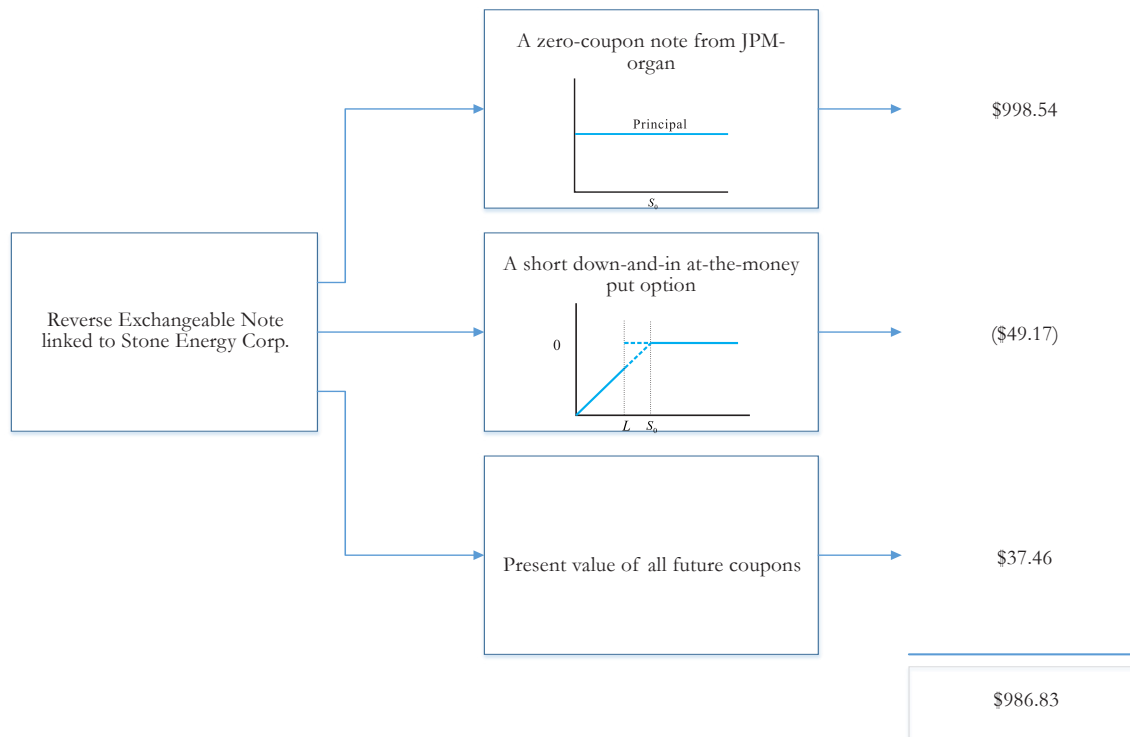 A zero-coupon note from JPM-
organ
Principal
S₀
$998.54
Reverse Exchangeable Note
linked to Stone Energy Corp.
A short down-and-in at-the-money
put option
0
L S₀
($49.17)
Present value of all future coupons
$37.46
$986.83